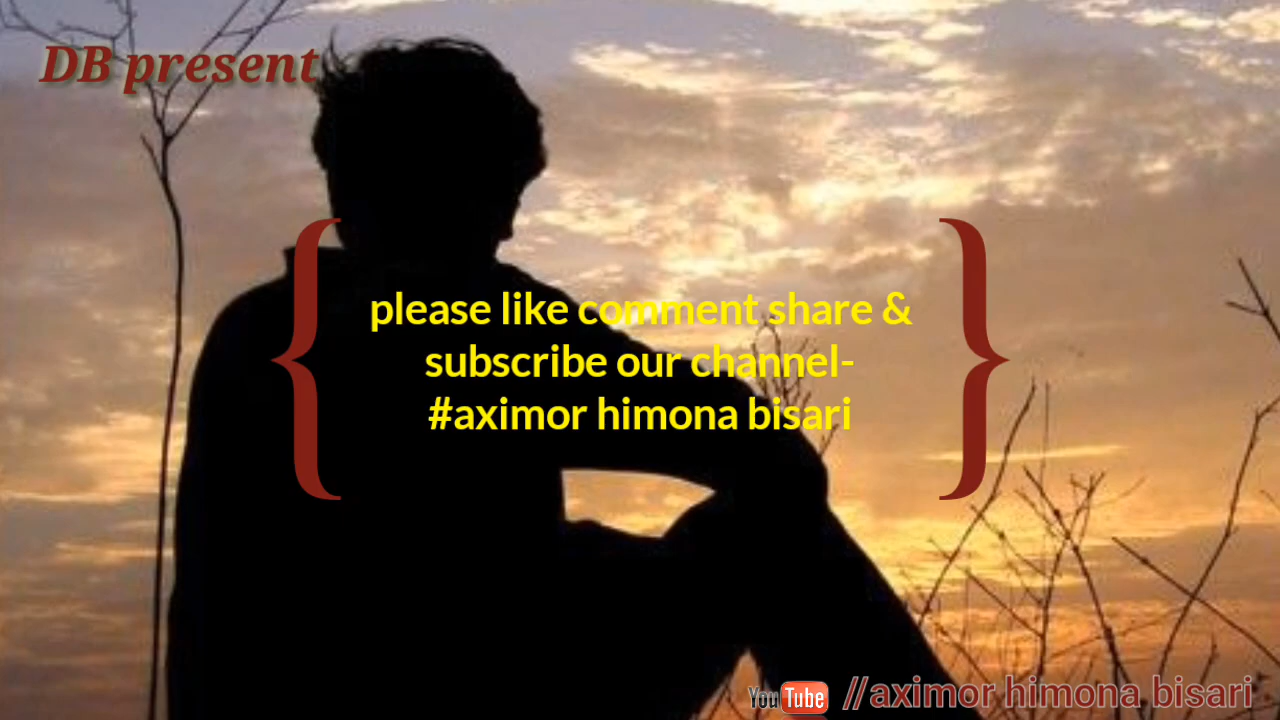 DB present
please like comment share &
subscribe our channel-
#aximor himona bisari
YouTube //aximor himona bisari